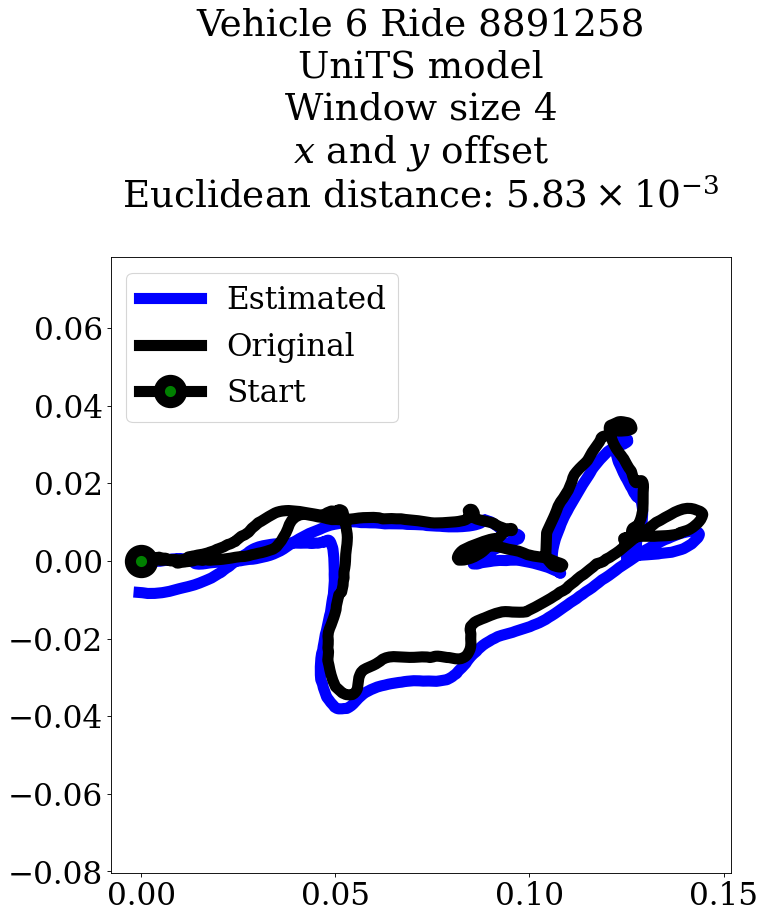 Vehicle 6 Ride 8891258
UniTS model
Window size 4
x and y offset
Euclidean distance: 5.83 × 10⁻³
Estimated
Original
Start
0.06
0.04
0.02
0.00
−0.02
−0.04
−0.06
−0.08
0.00 0.05 0.10 0.15